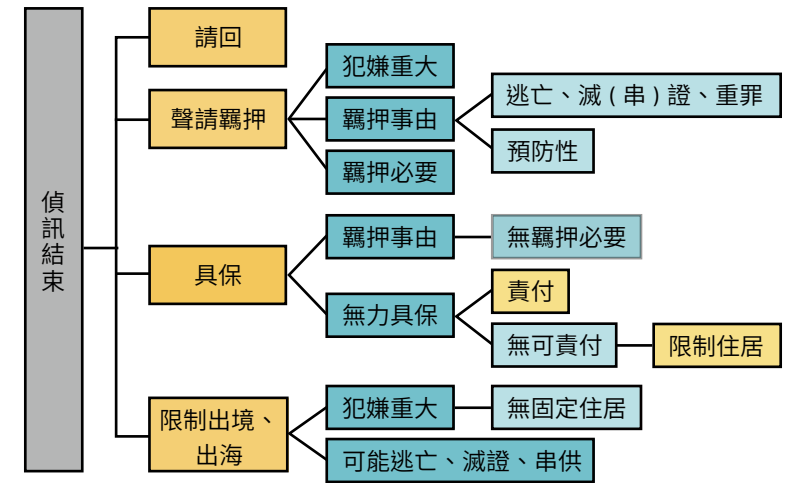 偵訊結束
請回
聲請羈押
犯嫌重大
羈押事由
逃亡、滅(串)證、重罪
預防性
羈押必要
具保
羈押事由
無羈押必要
無力具保
責付
無可責付
限制住居
限制出境、
出海
犯嫌重大
無固定住居
可能逃亡、滅證、串供